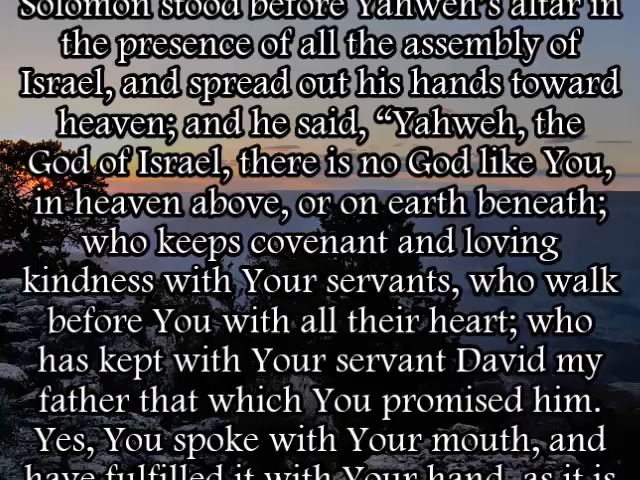 Solomon stood before Yahweh's altar in
the presence of all the assembly of
Israel, and spread out his hands toward
heaven; and he said, “Yahweh, the
God of Israel, there is no God like You,
in heaven above, or on earth beneath;
who keeps covenant and loving
kindness with Your servants, who walk
before You with all their heart; who
has kept with Your servant David my
father that which You promised him.
Yes, You spoke with Your mouth, and
have fulfilled it with Your hand, as it is